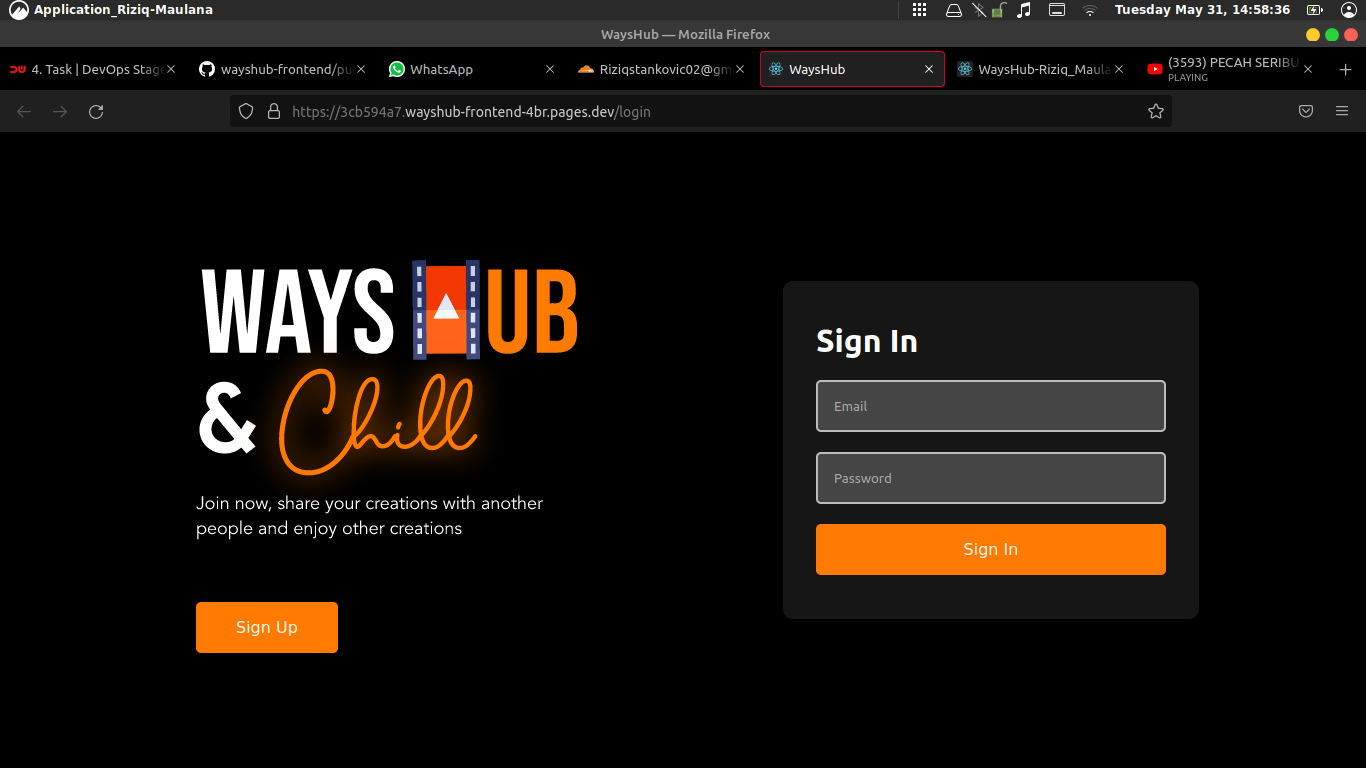 Application_Riziq-Maulana
Tuesday May 31, 14:58:36
WaysHub — Mozilla Firefox
4. Task | DevOps Stage
wayshub-frontend/pu
WhatsApp
Riziqstankovic02@gm
WaysHub
WaysHub-Riziq_Maula
(3593) PECAH SERIBU
PLAYING
https://3cb594a7.wayshub-frontend-4br.pages.dev/login
WAYS HUB
& Chill
Join now, share your creations with another
people and enjoy other creations
Sign Up
Sign In
Email
Password
Sign In